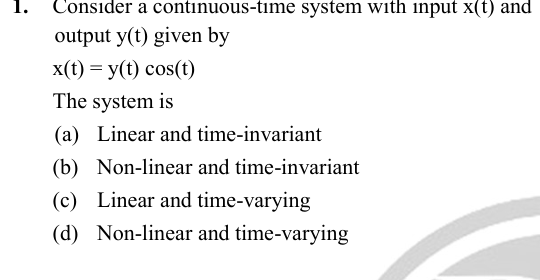 1. Consider a continuous-time system with input x(t) and
output y(t) given by
x(t) = y(t) cos(t)
The system is
(a) Linear and time-invariant
(b) Non-linear and time-invariant
(c) Linear and time-varying
(d) Non-linear and time-varying